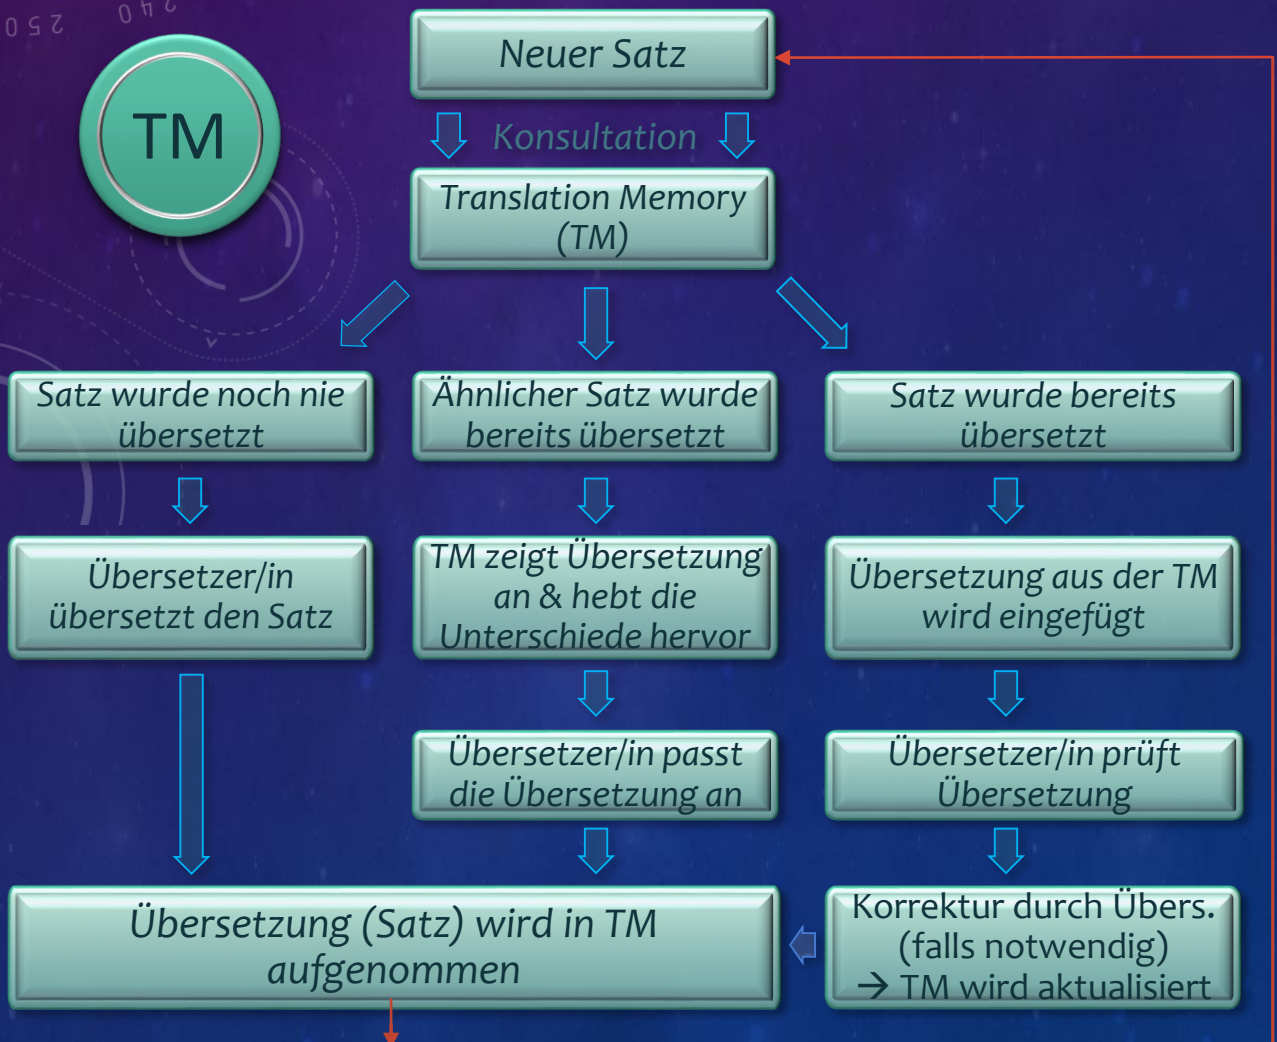 250
240
TM
Neuer Satz
Konsultation
Translation Memory
(TM)
Satz wurde noch nie
übersetzt
Ähnlicher Satz wurde
bereits übersetzt
Satz wurde bereits
übersetzt
Übersetzer/in
übersetzt den Satz
TM zeigt Übersetzung
an & hebt die
Unterschiede hervor
Übersetzung aus der TM
wird eingefügt
Übersetzer/in passt
die Übersetzung an
Übersetzer/in prüft
Übersetzung
Übersetzung (Satz) wird in TM
aufgenommen
Korrektur durch Übers.
(falls notwendig)
→ TM wird aktualisiert